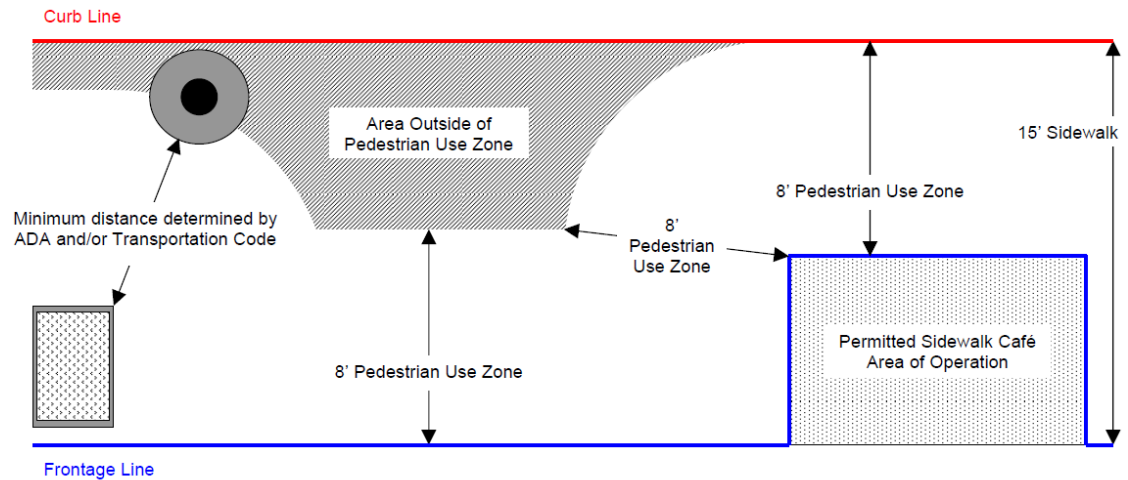 Curb Line
Area Outside of
Pedestrian Use Zone
15’ Sidewalk
8’ Pedestrian Use Zone
Minimum distance determined by
ADA and/or Transportation Code
8’
Pedestrian
Use Zone
8’ Pedestrian Use Zone
Permitted Sidewalk Café
Area of Operation
Frontage Line